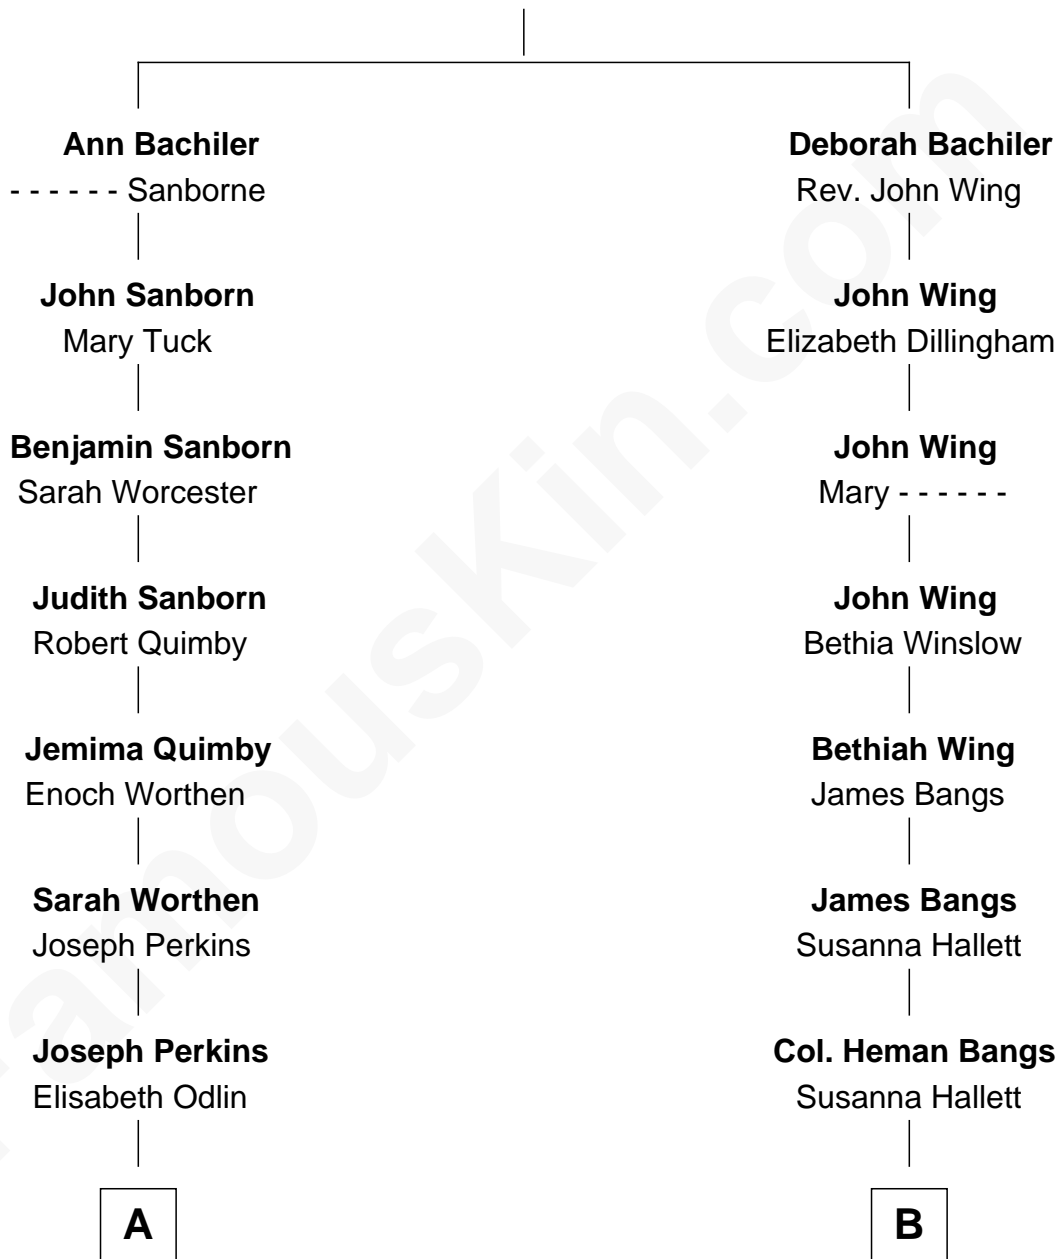 Ann Bachiler
- - - - - - Sanborne
John Sanborn
Mary Tuck
Benjamin Sanborn
Sarah Worcester
Judith Sanborn
Robert Quimby
Jemima Quimby
Enoch Worthen
Sarah Worthen
Joseph Perkins
Joseph Perkins
Elisabeth Odlin
A
Deborah Bachiler
Rev. John Wing
John Wing
Elizabeth Dillingham
John Wing
Mary - - - - - -
John Wing
Bethia Winslow
Bethiah Wing
James Bangs
James Bangs
Susanna Hallett
Col. Heman Bangs
Susanna Hallett
B
FamousKin.com